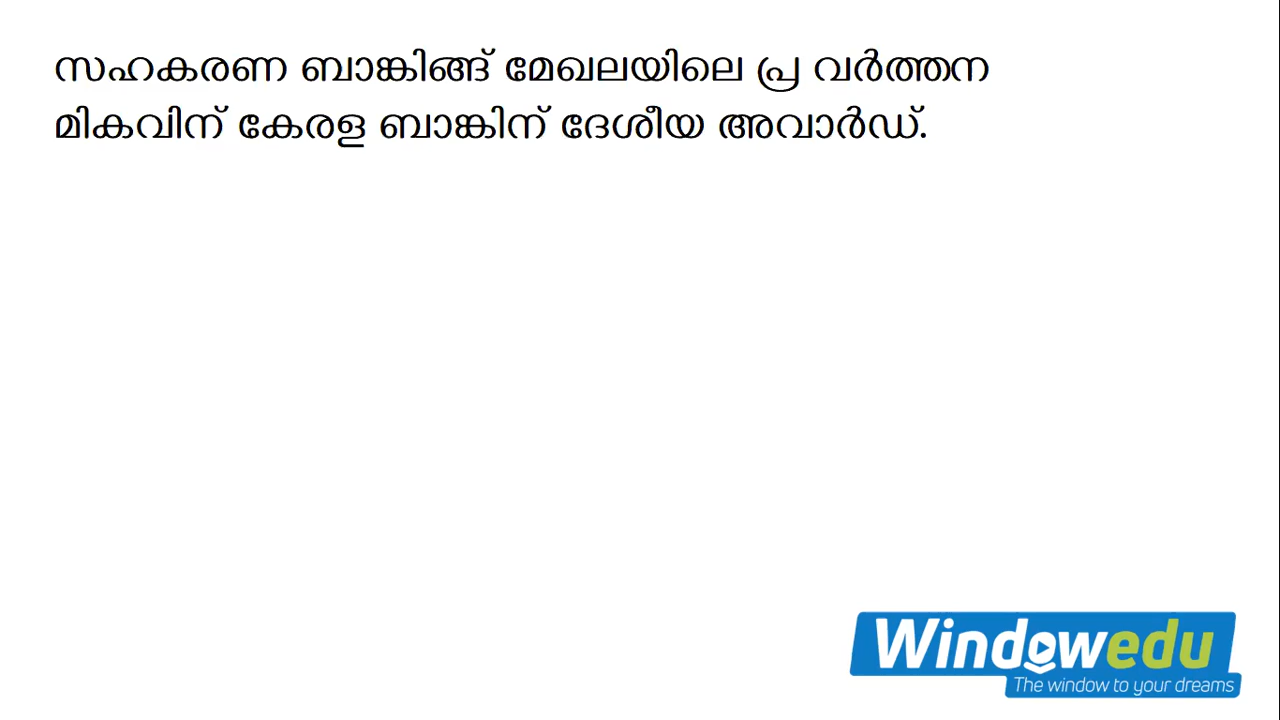 സഹകരണ ബാങ്കിങ്ങ് മേഖലയിലെ പ്ര വർത്തന
മികവിന് കേരള ബാങ്കിന് ദേശീയ അവാർഡ്.
Windowedu
The window to your dreams